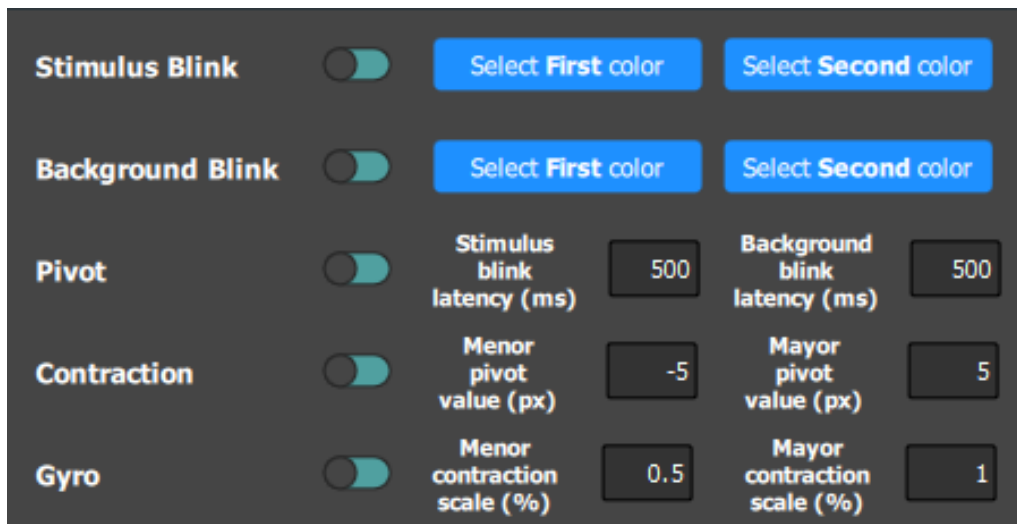 Stimulus Blink Select First color Select Second color
Background Blink Select First color Select Second color
Pivot
Stimulus
blink
latency (ms)
500
Background
blink
latency (ms)
500
Contraction
Menor
pivot
value (px)
-5
Mayor
pivot
value (px)
5
Gyro
Menor
contraction
scale (%)
0.5
Mayor
contraction
scale (%)
1